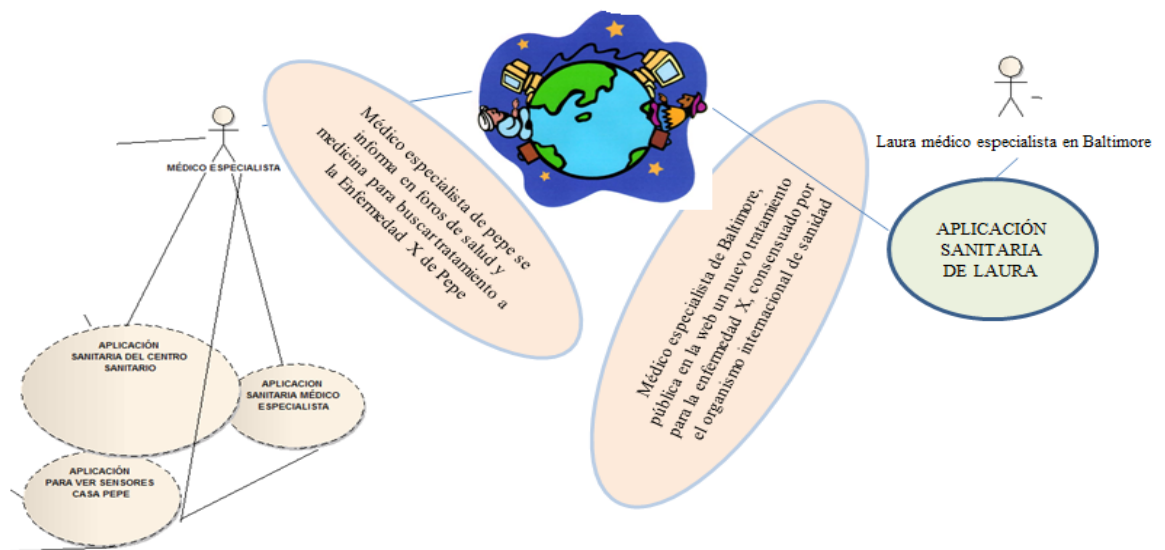 MÉDICO ESPECIALISTA
Médico especialista de pepe se
informa en foros de salud y
medicina para buscar tratamiento a
la Enfermedad X de Pepe
Médico especialista de Baltimore,
pública en la web un nuevo tratamiento
para la enfermedad X, consensuado por
el organismo internacional de sanidad
Laura médico especialista en Baltimore
APLICACIÓN
SANITARIA
DE LAURA
APLICACIÓN
SANITARIA DEL CENTRO
SANITARIO
APLICACION
SANITARIA MÉDICO
ESPECIALISTA
APLICACIÓN
PARA VER SENSORES
CASA PEPE